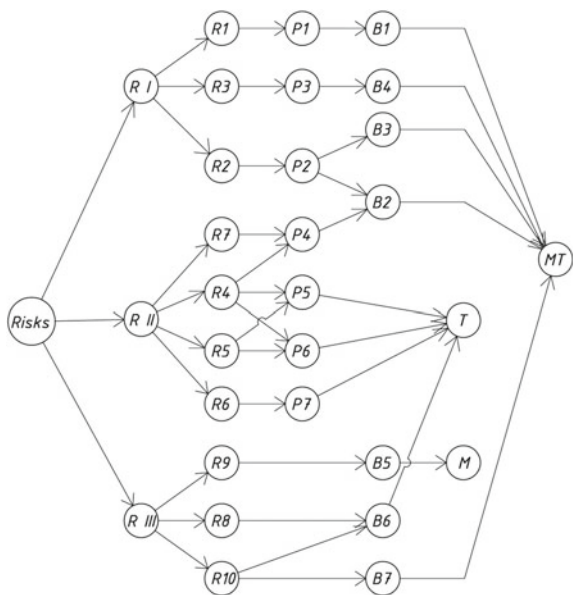 R1 P1 B1
R I R3 P3 B4
B3
R2 P2
B2
R7 P4
MT
R4 P5
Risks R II T
R5 P6
R6 P7
R9 B5 M
R III R8 B6
R10 B7